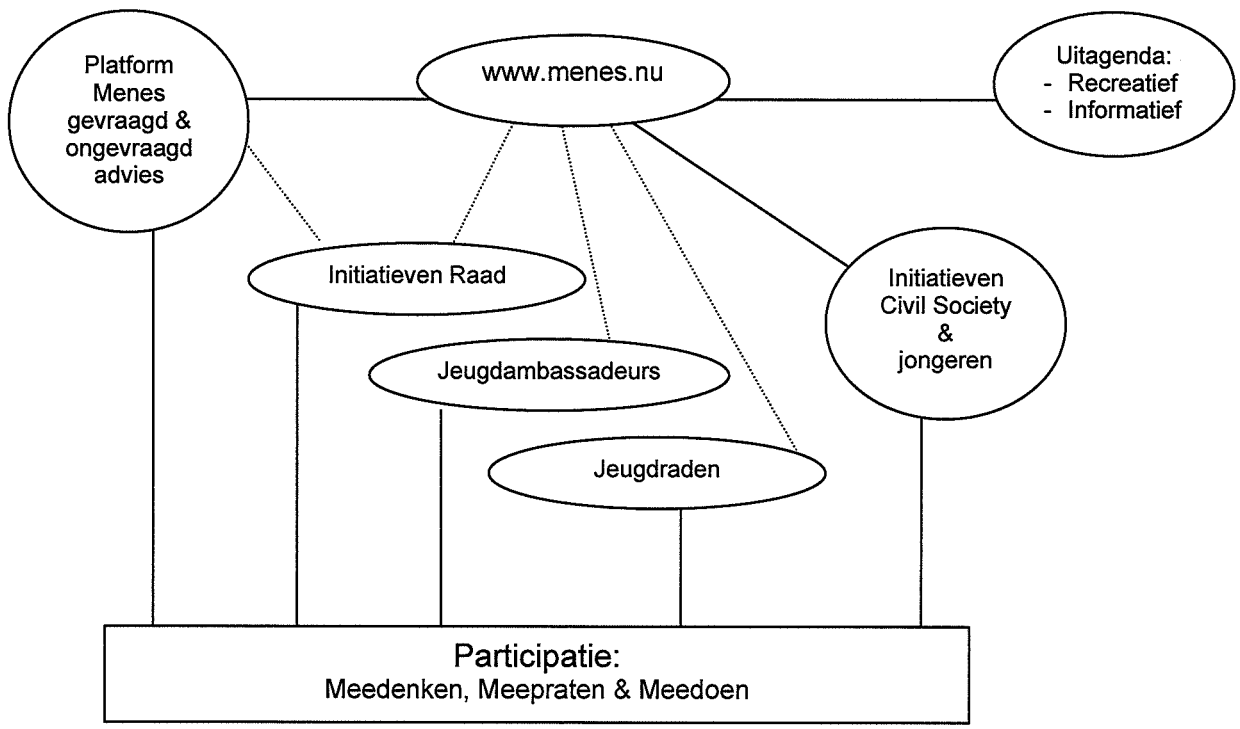 Platform
Menes
gevraagd &
ongevraagd
advies
www.menes.nu
Uitagenda:
- Recreatief
- Informatief
Initiatieven Raad
Initiatieven
Civil Society
&
jongeren
Jeugdambassadeurs
Jeugdraden
Participatie:
Meedenken, Meepraten & Meedoen